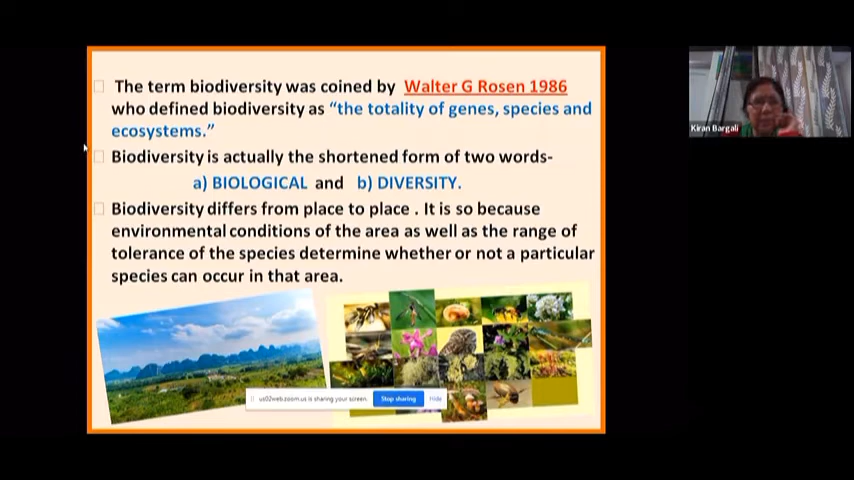 The term biodiversity was coined by Walter G Rosen 1986
who defined biodiversity as “the totality of genes, species and
ecosystems.”
Biodiversity is actually the shortened form of two words-
a) BIOLOGICAL and b) DIVERSITY.
Biodiversity differs from place to place . It is so because
environmental conditions of the area as well as the range of
tolerance of the species determine whether or not a particular
species can occur in that area.
us02web.zoom.us is sharing your screen. Stop sharing Hide
Kiran Bargali